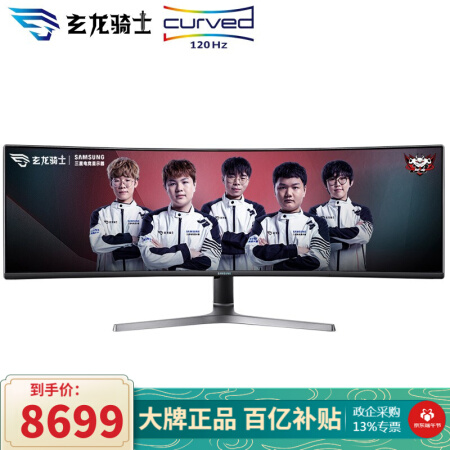 玄龙骑士
CURVED
120Hz
玄龙骑士
SAMSUNG
三星电竞显示器
SAMSUNG
到手价:
8699
大牌正品 百亿补贴
政企采购
13%专票